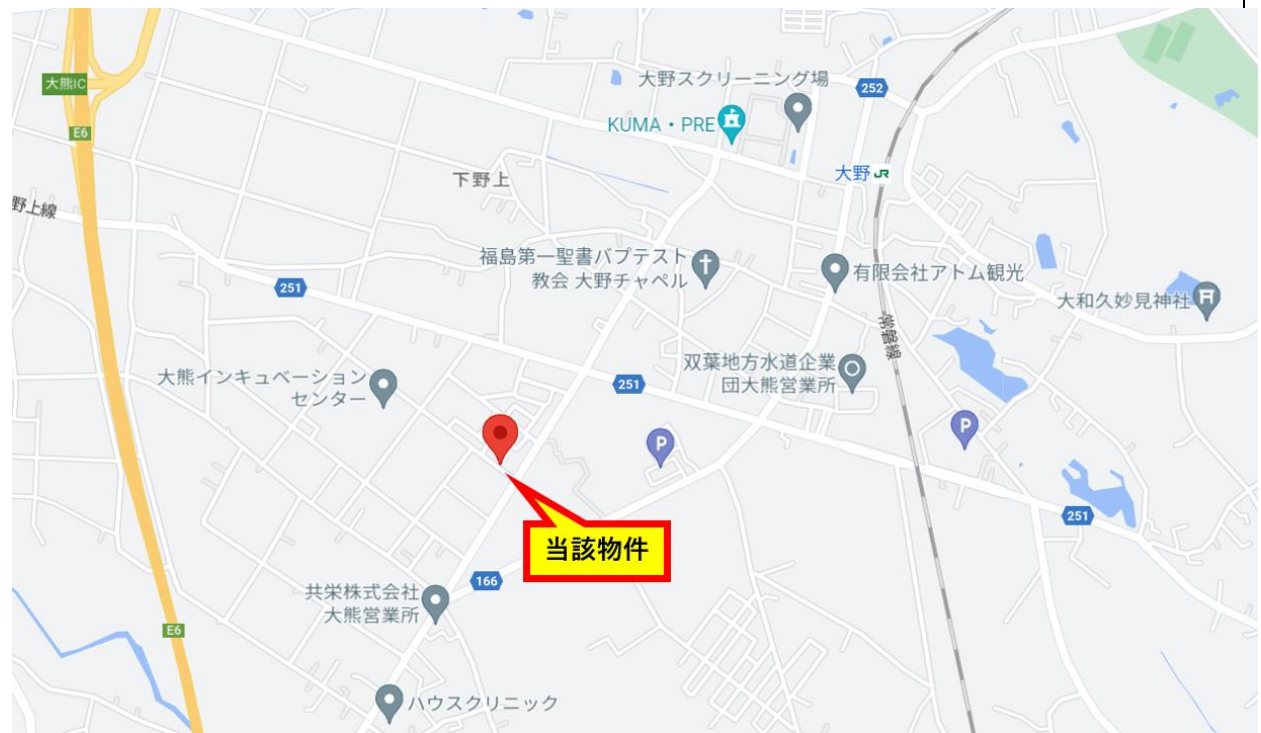 大野スクリーニング場
大熊IC
252
KUMA・PRE
E6
大野
JR
下野上
野上線
福島第一聖書バプテスト
教会 大野チャペル
有限会社アトム観光
251
大和久妙見神社
常磐線
双葉地方水道企業
団大熊営業所
大熊インキュベーション
センター
251
P
P
251
当該物件
166
共栄株式会社
大熊営業所
E6
ハウスクリニック